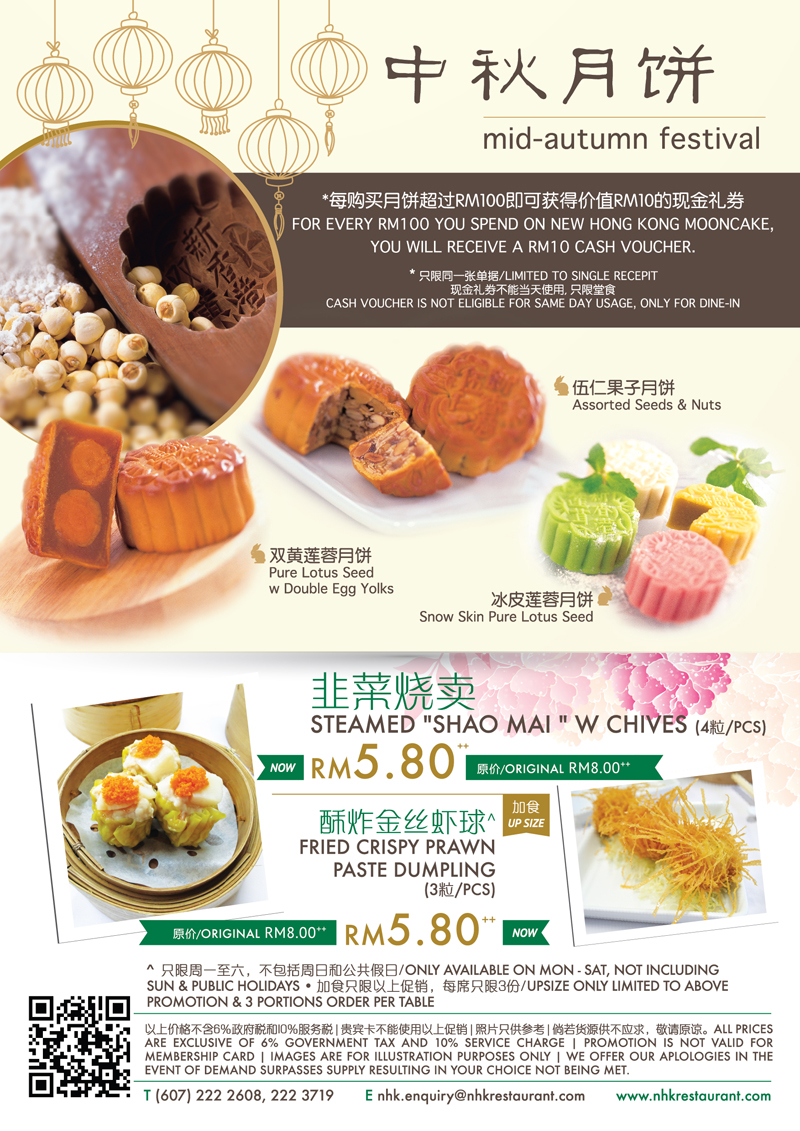 中秋月饼
mid-autumn festival
*每购买月饼超过RM100即可获得价值RM10的现金礼券
FOR EVERY RM100 YOU SPEND ON NEW HONG KONG MOONCAKE,
YOU WILL RECEIVE A RM10 CASH VOUCHER.
* 只限同一张单据/LIMITED TO SINGLE RECEPIT
现金礼券不能当天使用, 只限堂食
CASH VOUCHER IS NOT ELIGIBLE FOR SAME DAY USAGE, ONLY FOR DINE-IN
伍仁果子月饼
Assorted Seeds & Nuts
双黄莲蓉月饼
Pure Lotus Seed
w Double Egg Yolks
冰皮莲蓉月饼
Snow Skin Pure Lotus Seed
韭菜烧卖
STEAMED "SHAO MAI " W CHIVES (4粒/PCS)
NOW RM5.80++ 原价/ORIGINAL RM8.00++
酥炸金丝虾球^
加食
UP SIZE
FRIED CRISPY PRAWN
PASTE DUMPLING
(3粒/PCS)
原价/ORIGINAL RM8.00++ RM5.80++ NOW
^ 只限周一至六，不包括周日和公共假日/ONLY AVAILABLE ON MON - SAT, NOT INCLUDING
SUN & PUBLIC HOLIDAYS • 加食只限以上促销，每席只限3份/UPSIZE ONLY LIMITED TO ABOVE
PROMOTION & 3 PORTIONS ORDER PER TABLE
以上价格不含6%政府税和10%服务税 | 贵宾卡不能使用以上促销 | 照片只供参考 | 倘若货源供不应求，敬请原谅。ALL PRICES
ARE EXCLUSIVE OF 6% GOVERNMENT TAX AND 10% SERVICE CHARGE | PROMOTION IS NOT VALID FOR
MEMBERSHIP CARD | IMAGES ARE FOR ILLUSTRATION PURPOSES ONLY | WE OFFER OUR APLOLOGIES IN THE
EVENT OF DEMAND SURPASSES SUPPLY RESULTING IN YOUR CHOICE NOT BEING MET.
T (607) 222 2608, 222 3719 E nhk.enquiry@nhkrestaurant.com www.nhkrestaurant.com